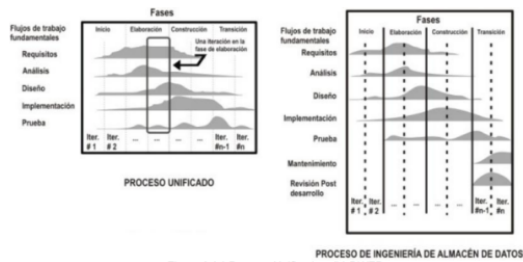 Fases
Flujos de trabajo
fundamentales
Inicio Elaboración Construcción Transición
Requisitos
Análisis
Diseño
Implementación
Prueba
Una iteración en la
fase de elaboración
Iter. Iter. ... ... ... ... Iter. Iter.
# 1 # 2 #n-1 #n
PROCESO UNIFICADO
Fases
Flujos de trabajo
fundamentales
Inicio Elaboración Construcción Transición
Requisitos
Análisis
Diseño
Implementación
Prueba
Mantenimiento
Revisión Post
desarrollo
Iter. Iter. ... ... ... ... Iter. Iter.
# 1 # 2 #n-1 #n
PROCESO DE INGENIERÍA DE ALMACÉN DE DATOS